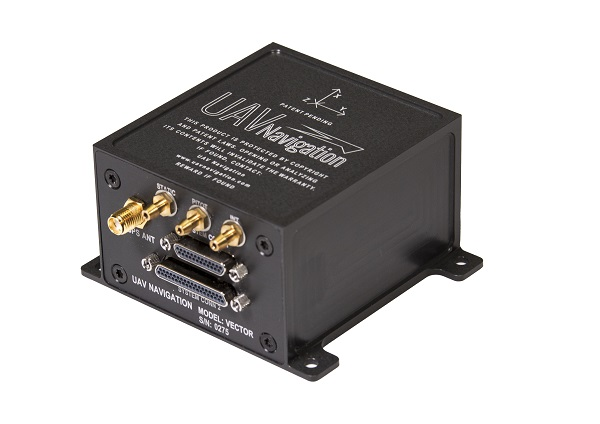 X
Z Y
PATENT PENDING
UAV Navigation
THIS PRODUCT IS PROTECTED BY COPYRIGHT
AND PATENT LAWS. OPENING OR ANALYZING
ITS CONTENTS WILL INVALIDATE THE WARRANTY.
IF FOUND, CONTACT:
UAV Navigation
www.uavnavigation.com
REWARD IF FOUND
STATIC PITOT INT.
GPS ANT
SYSTEM CONN 2
UAV NAVIGATION MODEL: VECTOR
S/N: 0275